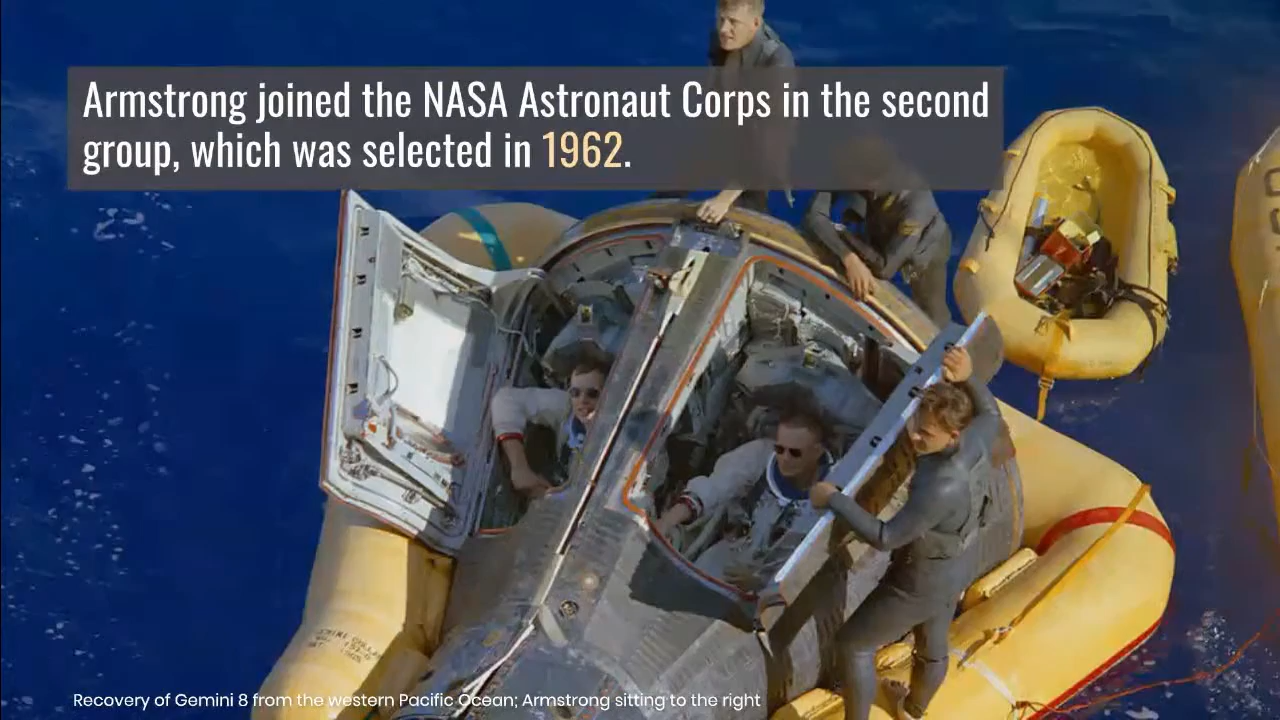 Armstrong joined the NASA Astronaut Corps in the second
group, which was selected in 1962.
Recovery of Gemini 8 from the western Pacific Ocean; Armstrong sitting to the right